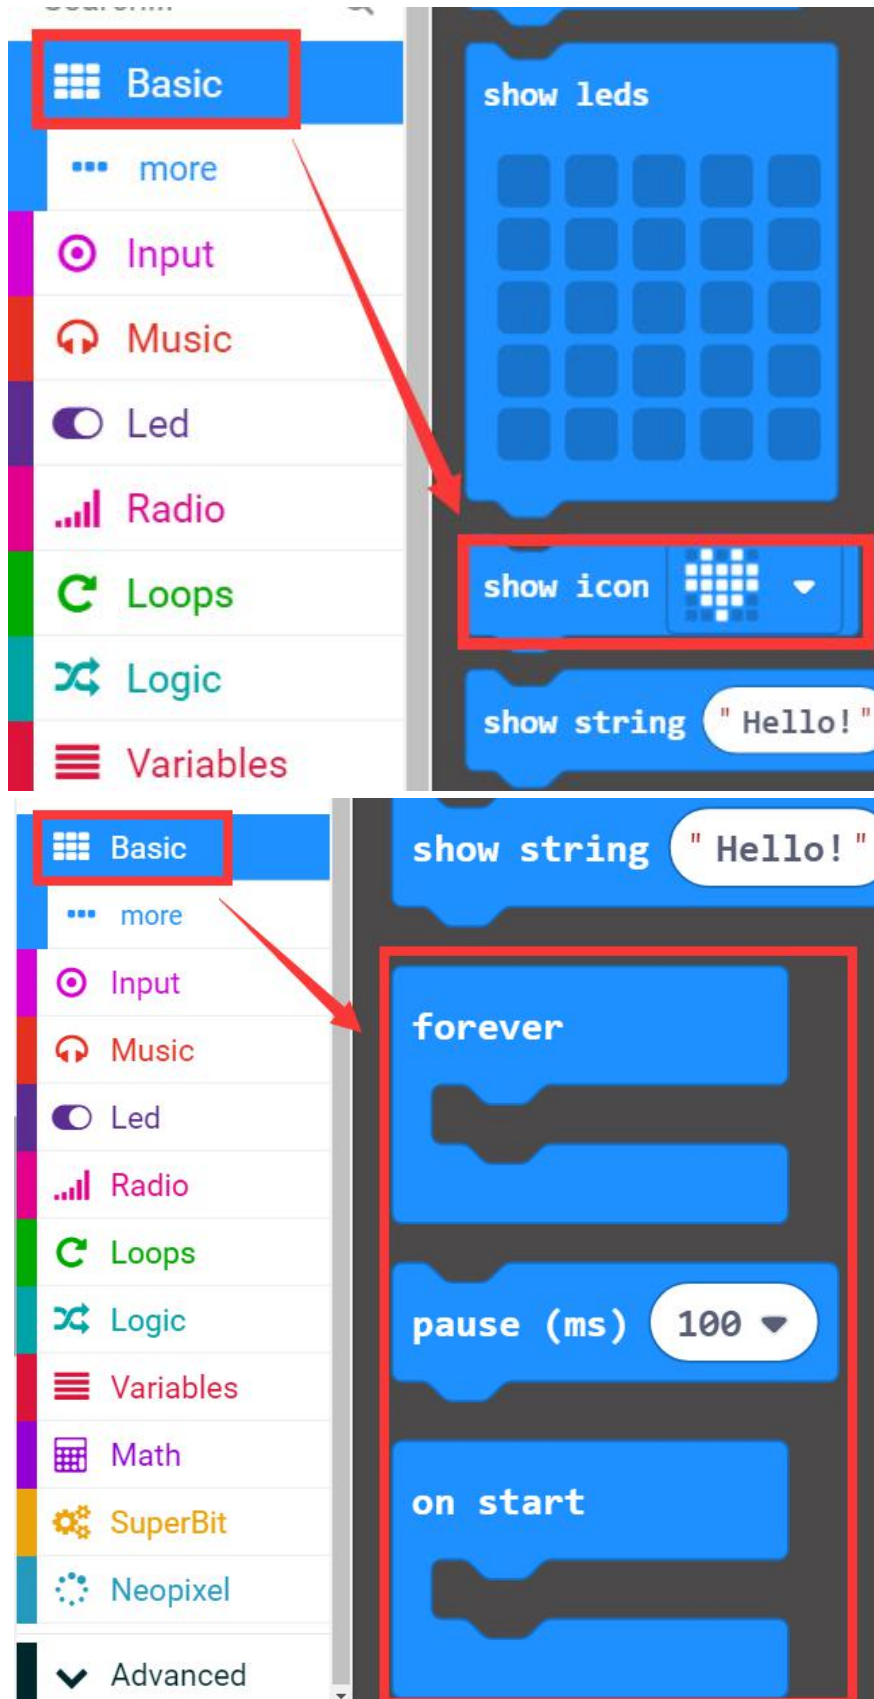 Basic
more
Input
Music
Led
Radio
Loops
Logic
Variables
show leds
show icon
show string "Hello!"
Basic
more
Input
Music
Led
Radio
Loops
Logic
Variables
Math
SuperBit
Neopixel
Advanced
show string "Hello!"
forever
pause (ms) 100
on start